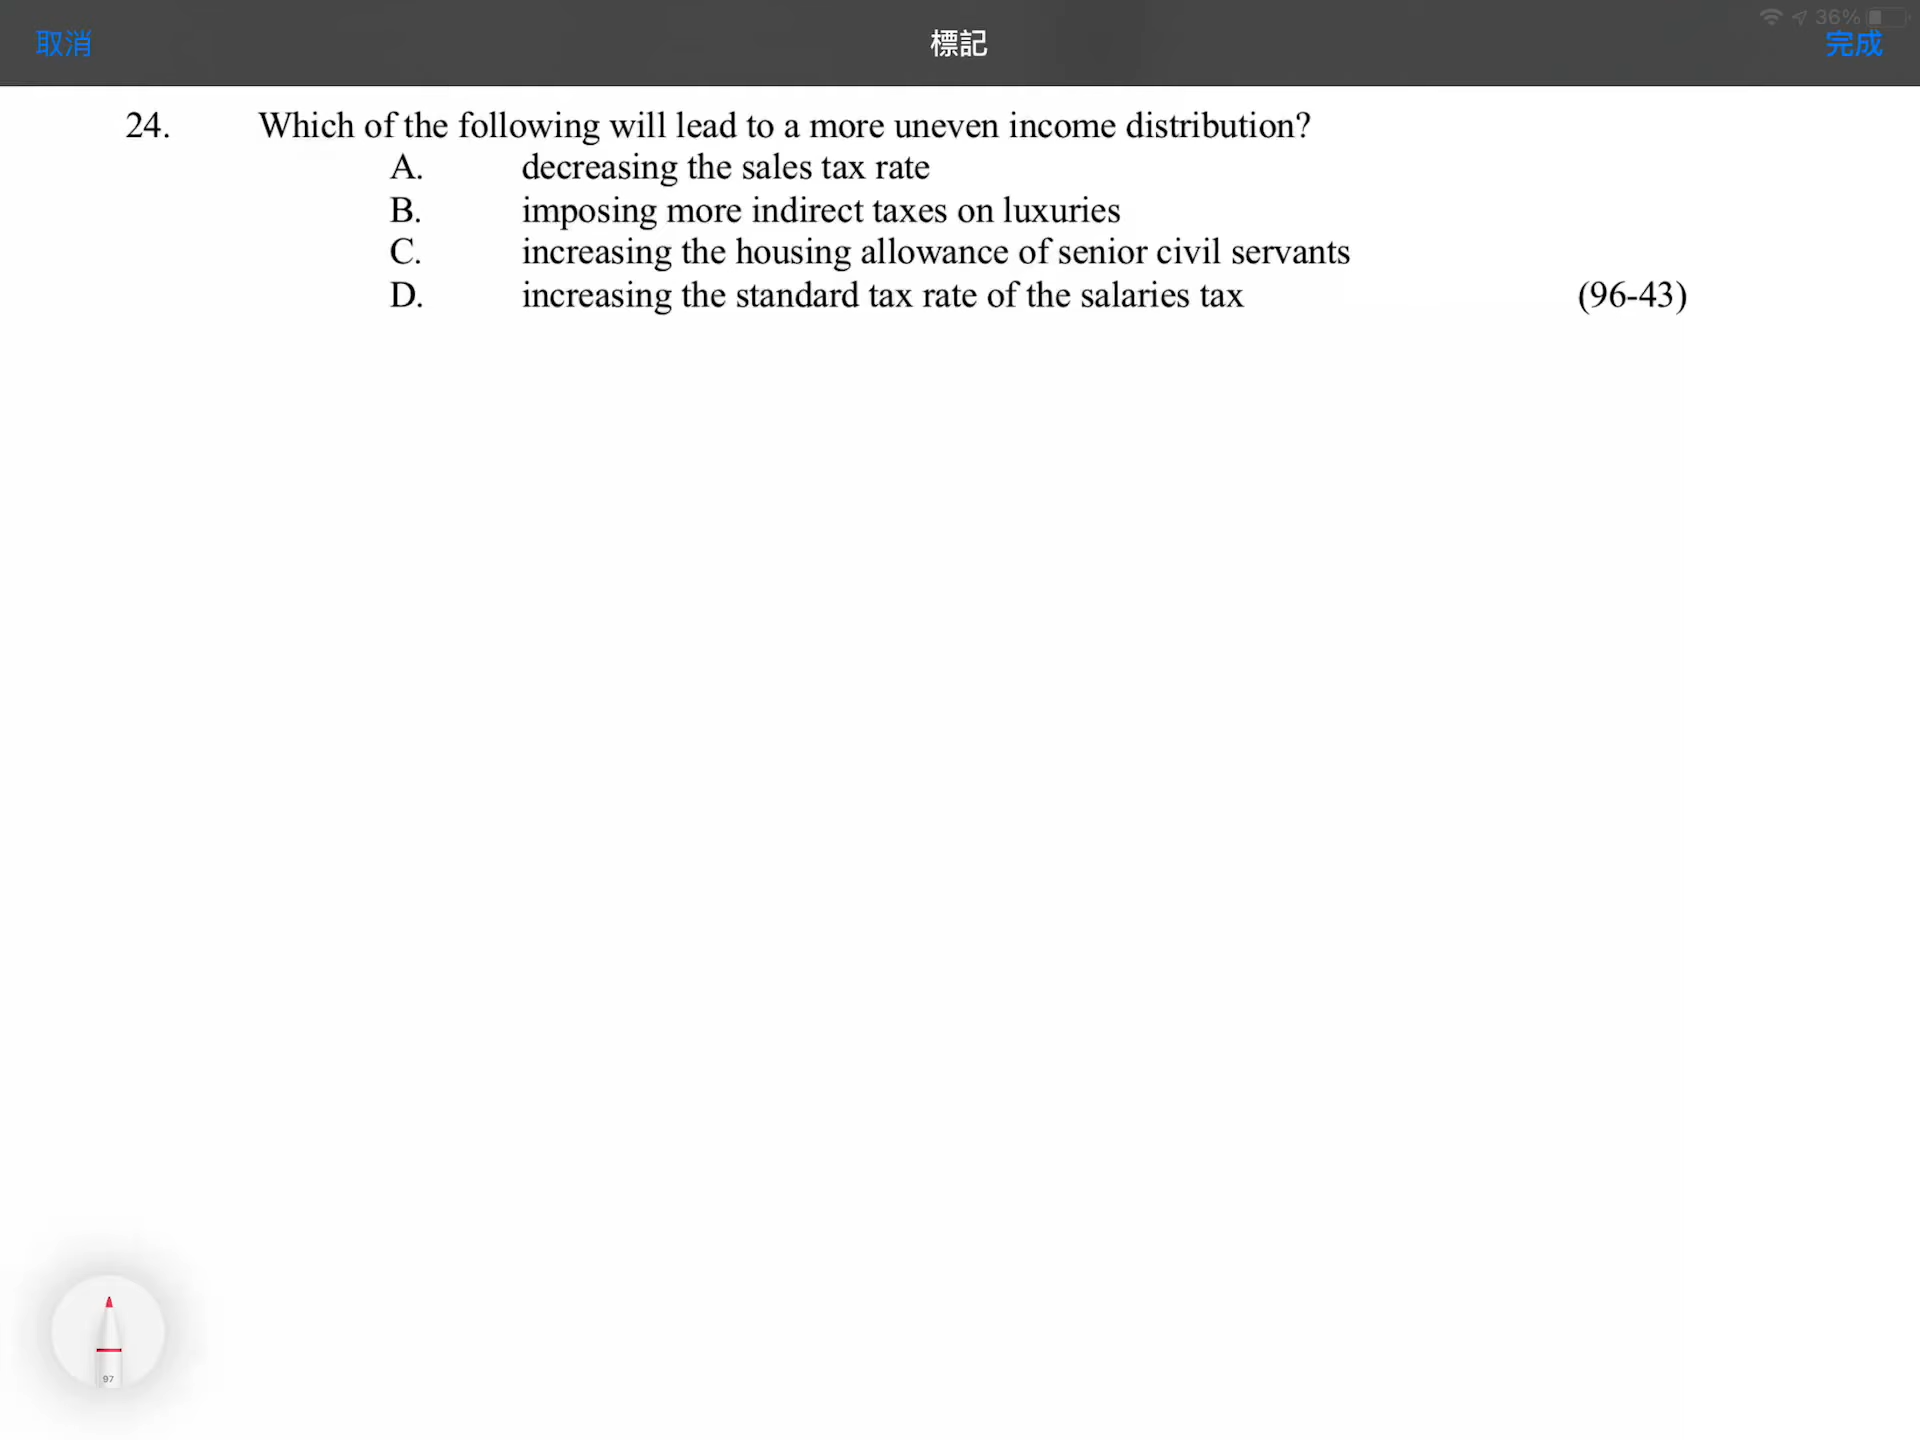 36%
取消 標記 完成
24. Which of the following will lead to a more uneven income distribution?
A. decreasing the sales tax rate
B. imposing more indirect taxes on luxuries
C. increasing the housing allowance of senior civil servants
D. increasing the standard tax rate of the salaries tax (96-43)
97